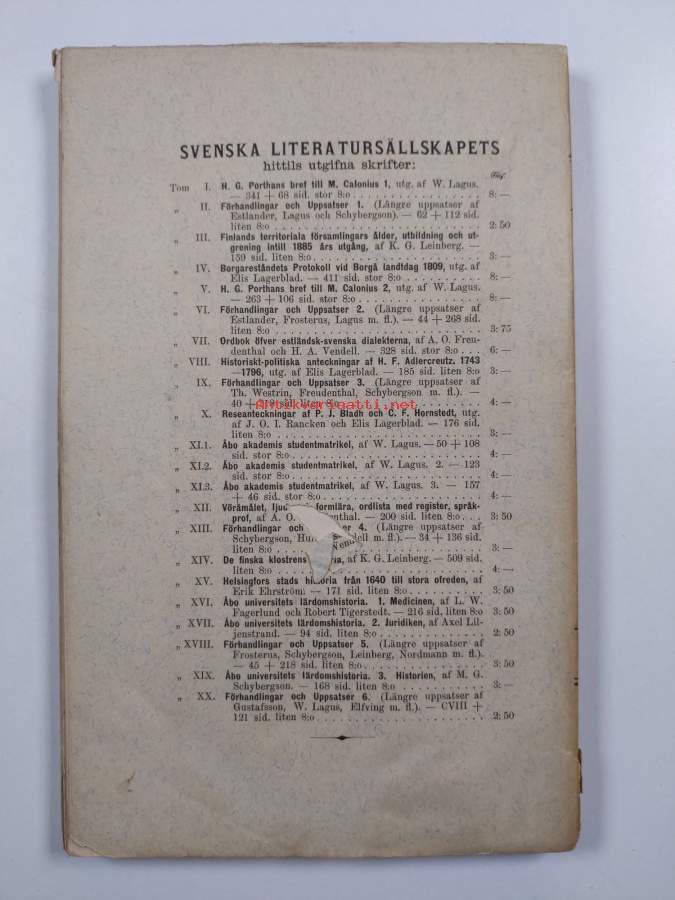 SVENSKA LITERATURSÄLLSKAPETS
hittils utgifna skrifter:
Fmf.
Tom I. H. G. Porthans bref till M. Calonius 1, utg. af W. Lagus.
— 341 + 68 sid. stor 8:o . . . . . . . . . . . . . . . . 8: —
„ II. Förhandlingar och Uppsatser 1. (Längre uppsatser af
Estlander, Lagus och Schybergson). — 62 + 112 sid.
liten 8:o . . . . . . . . . . . . . . . . . . . . . . . . 2: 50
„ III. Finlands territoriala församlingars ålder, utbildning och ut-
grening intill 1885 års utgång, af K. G. Leinberg. —
159 sid. liten 8:o . . . . . . . . . . . . . . . . . . . 3: —
„ IV. Borgareståndets Protokoll vid Borgå landtdag 1809, utg. af
Elis Lagerblad. — 411 sid. stor 8:o . . . . . . . . . . 8: —
„ V. H. G. Porthans bref till M. Calonius 2, utg. af W. Lagus.
— 263 + 106 sid. stor 8:o . . . . . . . . . . . . . . . 8: —
„ VI. Förhandlingar och Uppsatser 2. (Längre uppsatser af
Estlander, Frosterus, Lagus m. fl.). — 44 + 268 sid.
liten 8:o . . . . . . . . . . . . . . . . . . . . . . . . 3: 75
„ VII. Ordbok öfver estländsk-svenska dialekterna, af A. O. Freu-
denthal och H. A. Vendell. — 328 sid. stor 8:o . . . 6: —
„ VIII. Historiskt-politiska anteckningar af H. F. Adlercreutz. 1743
—1796, utg. af Elis Lagerblad. — 185 sid. liten 8:o 3: —
„ IX. Förhandlingar och Uppsatser 3. (Längre uppsatser af
Th. Westrin, Freudenthal, Schybergson m. fl.). —
40 + sid. liten 8:o . . . . . . . . . . . . . . . . 4: —
Antikvariaatti.net
„ X. Reseanteckningar af P. J. Bladh och C. F. Hornstedt, utg.
af J. O. I. Rancken och Elis Lagerblad. — 176 sid.
liten 8:o . . . . . . . . . . . . . . . . . . . . . . . . 3: —
„ XI.1. Åbo akademis studentmatrikel, af W. Lagus. — 50 + 108
sid. stor 8:o . . . . . . . . . . . . . . . . . . . . . . 4: —
„ XI.2. Åbo akademis studentmatrikel, af W. Lagus. 2. — 123
sid. stor 8:o . . . . . . . . . . . . . . . . . . . . . . 4: —
„ XI.3. Åbo akademis studentmatrikel, af W. Lagus. 3. — 157
+ 46 sid. stor 8:o . . . . . . . . . . . . . . . . . . . 4: —
„ XII. Vöråmålet, formlära, ordlista med register, språk-
prof, af A. O. enthal. — 200 sid. liten 8:o . . . 3: 50
„ XIII. Förhandlingar och ser 4. (Längre uppsatser af
Schybergson, dell m. fl.). — 34 + 136 sid.
liten 8:o . . . . . . . . . . . . . . . . . . . . . . 3: —
„ XIV. De finska klostrens ia, af K. G. Leinberg. — 509 sid.
liten 8:o . . . . . . . . . . . . . . . . . . . . . . . . 4: —
„ XV. Helsingfors stads historia från 1640 till stora ofreden, af
Erik Ehrström. — 171 sid. liten 8:o . . . . . . . . . 3: 50
„ XVI. Åbo universitets lärdomshistoria. 1. Medicinen, af L. W.
Fagerlund och Robert Tigerstedt. — 216 sid. liten 8:o 3: 50
„ XVII. Åbo universitets lärdomshistoria. 2. Juridiken, af Axel Lil-
jenstrand. — 94 sid. liten 8:o . . . . . . . . . . . . . 2: 50
„ XVIII. Förhandlingar och Uppsatser 5. (Längre uppsatser af
Frosterus, Schybergson, Leinberg, Nordmann m. fl.).
— 45 + 218 sid. liten 8:o . . . . . . . . . . . . . . . 3: 50
„ XIX. Åbo universitets lärdomshistoria. 3. Historien, af M. G.
Schybergson. — 168 sid. liten 8:o . . . . . . . . . . . 3: —
„ XX. Förhandlingar och Uppsatser 6. (Längre uppsatser af
Gustafsson, W. Lagus, Elfving m. fl.). — CVIII +
121 sid. liten 8:o . . . . . . . . . . . . . . . . . . . 2: 50